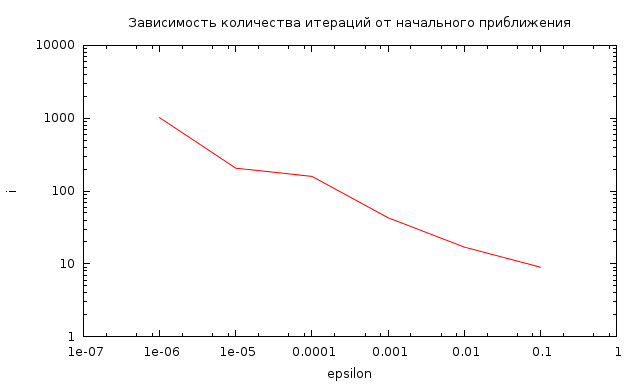 Зависимость количества итераций от начального приближения
10000
1000
100
10
1
i
1e-07 1e-06 1e-05 0.0001 0.001 0.01 0.1 1
epsilon